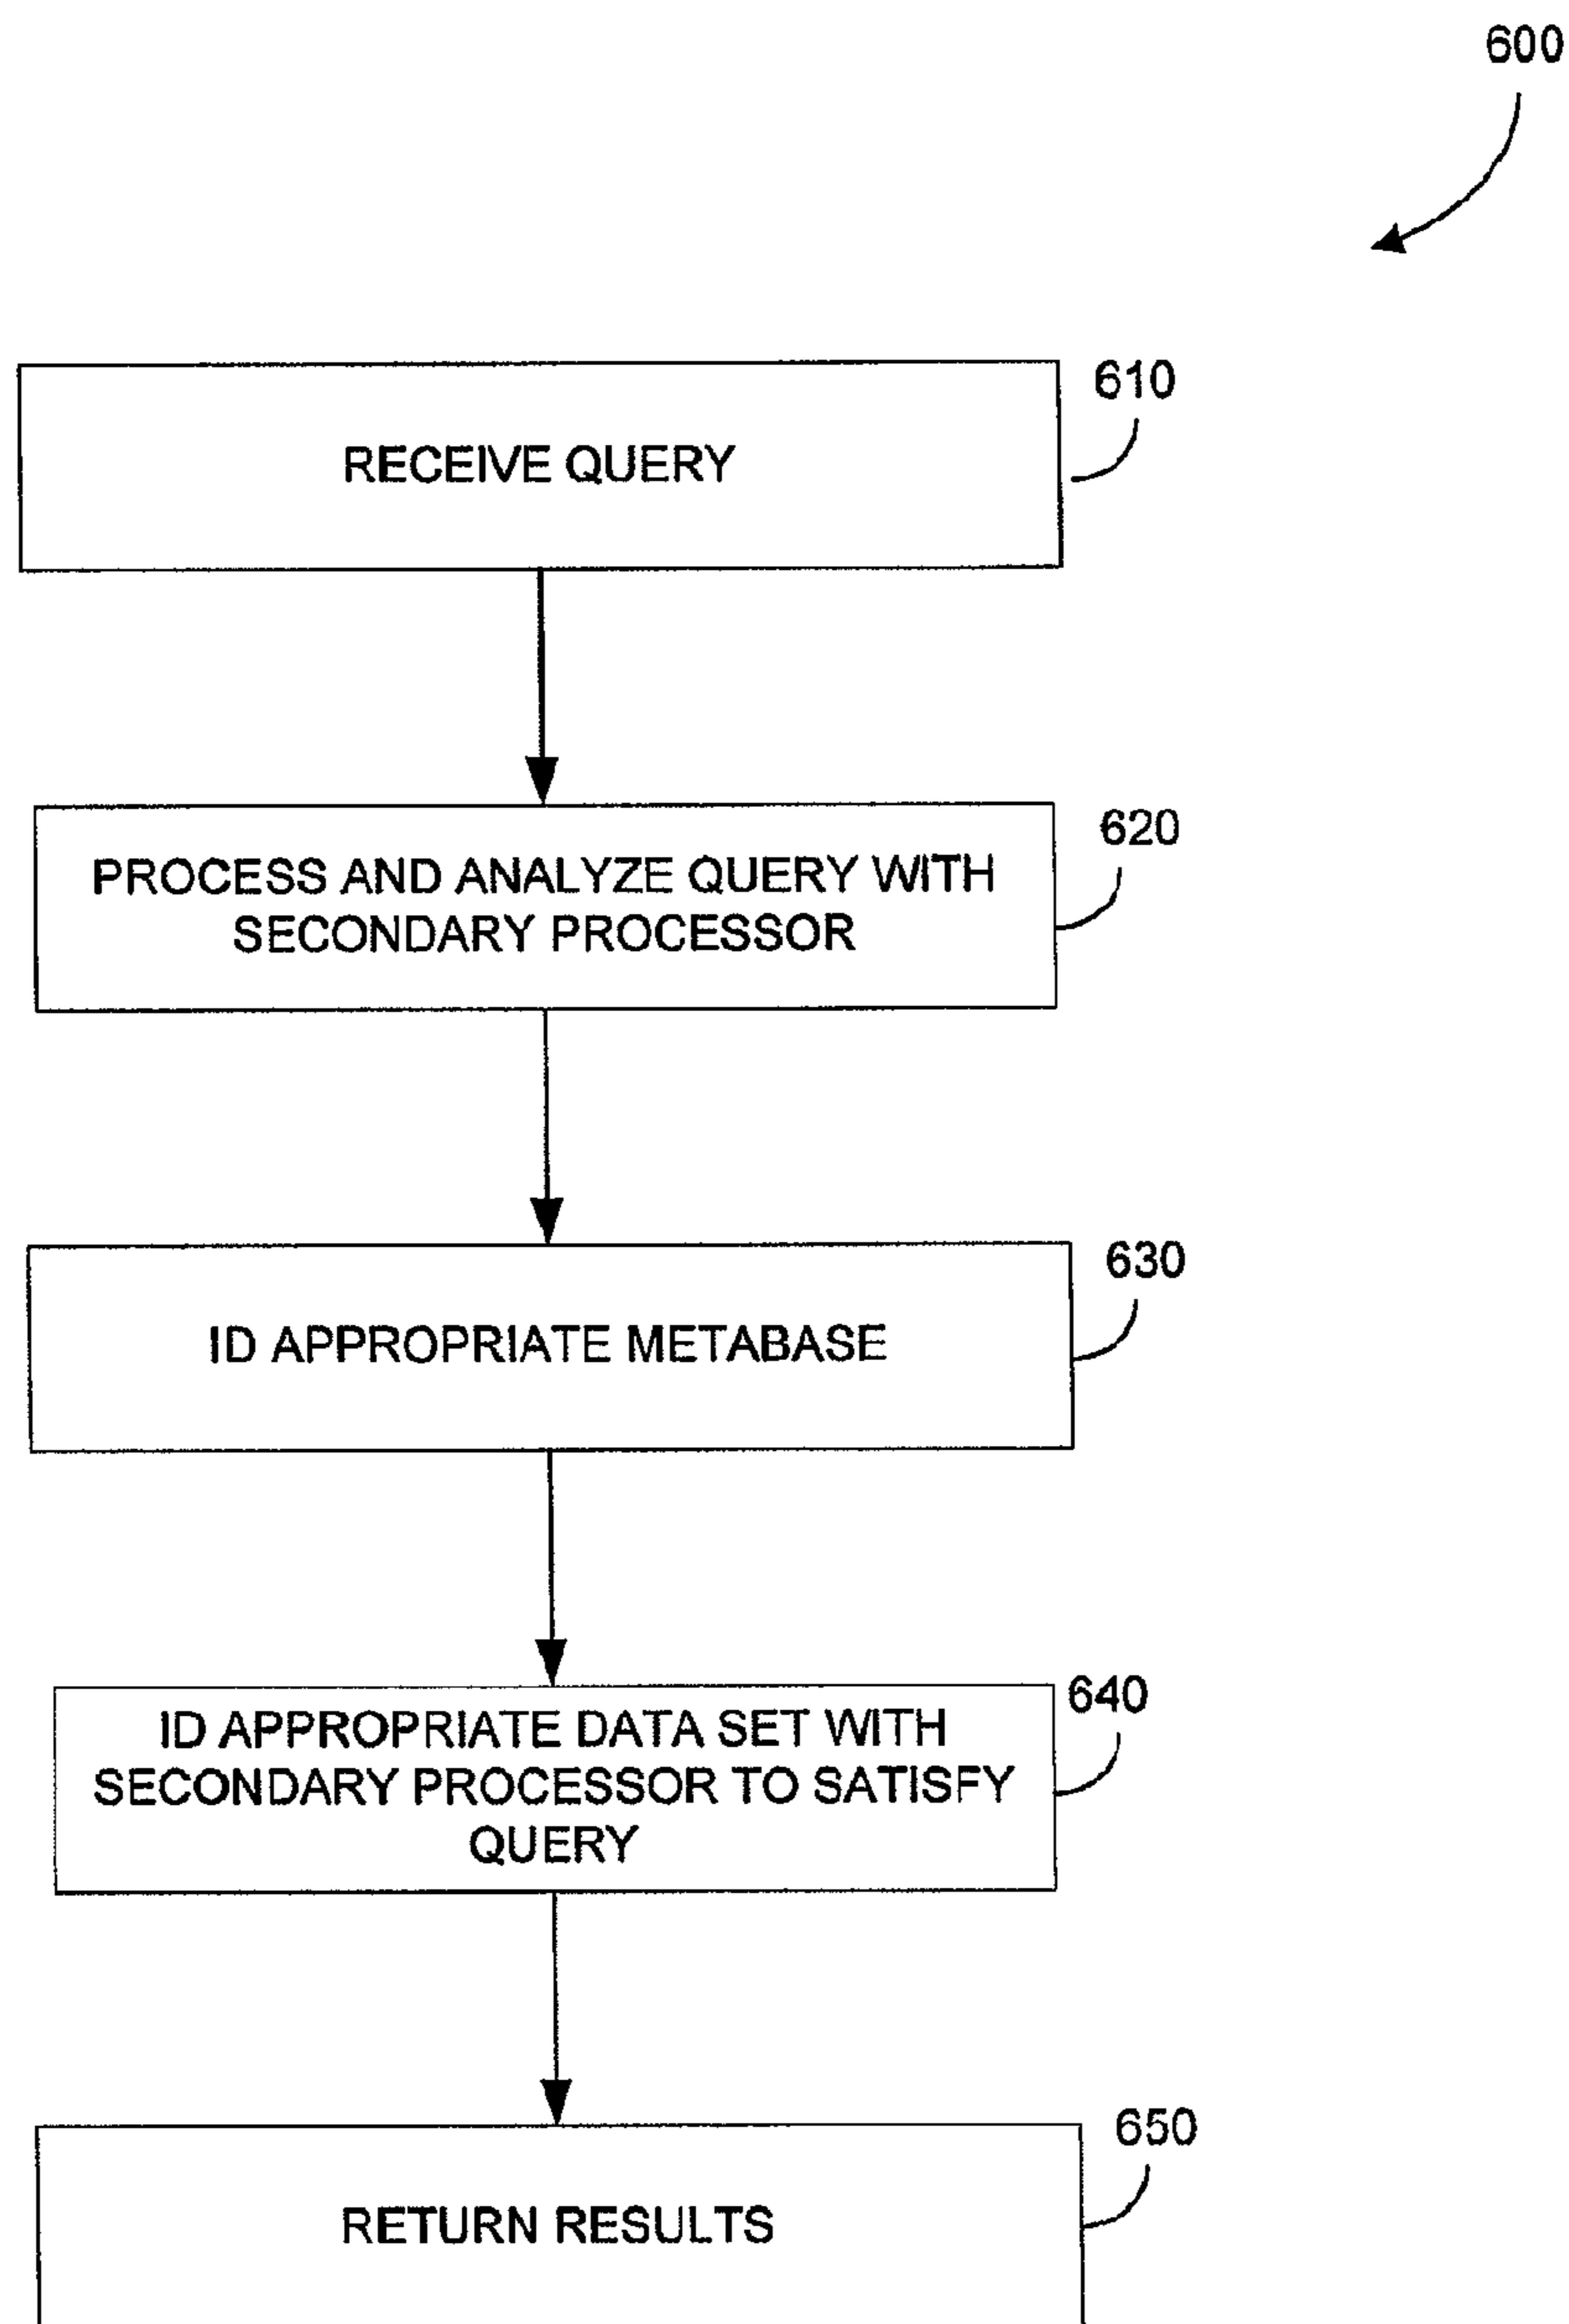 600
610
RECEIVE QUERY
620
PROCESS AND ANALYZE QUERY WITH
SECONDARY PROCESSOR
630
ID APPROPRIATE METABASE
640
ID APPROPRIATE DATA SET WITH
SECONDARY PROCESSOR TO SATISFY
QUERY
650
RETURN RESULTS